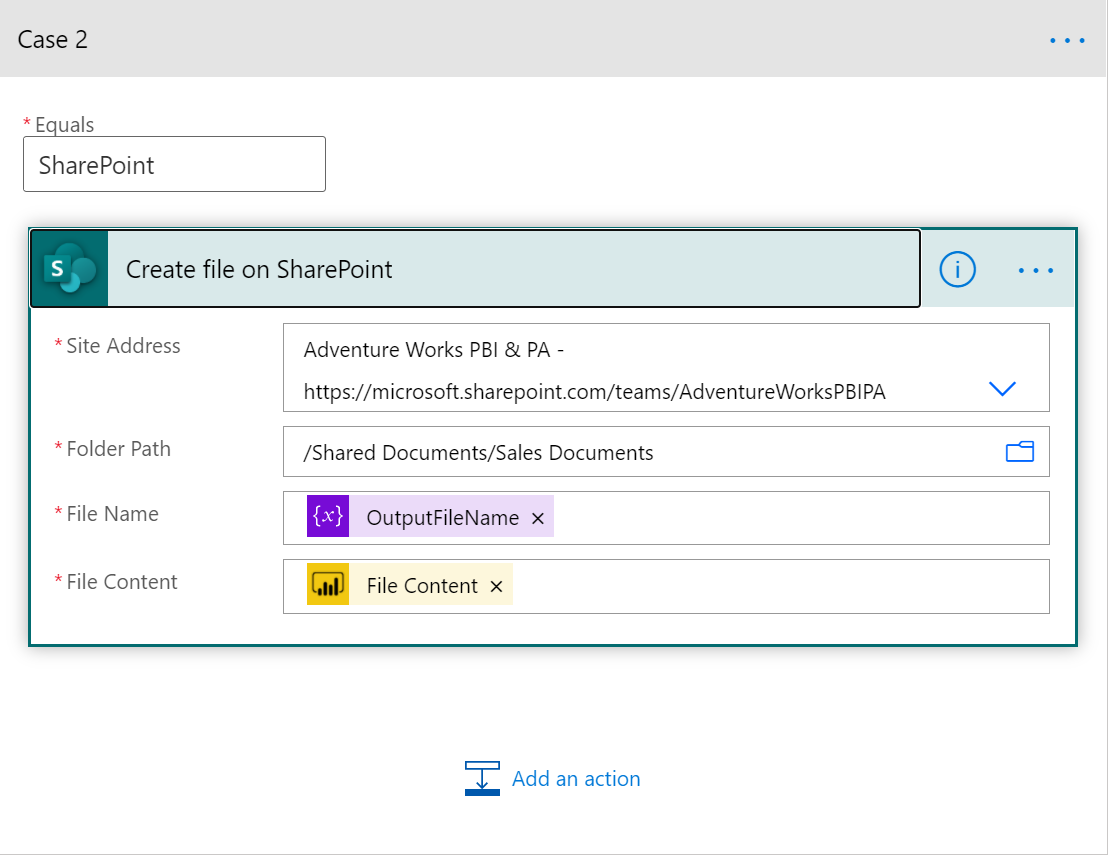 Case 2
* Equals
SharePoint
S
Create file on SharePoint
i
* Site Address
Adventure Works PBI & PA -
https://microsoft.sharepoint.com/teams/AdventureWorksPBIPA
* Folder Path
/Shared Documents/Sales Documents
* File Name
{x} OutputFileName ×
* File Content
File Content ×
Add an action